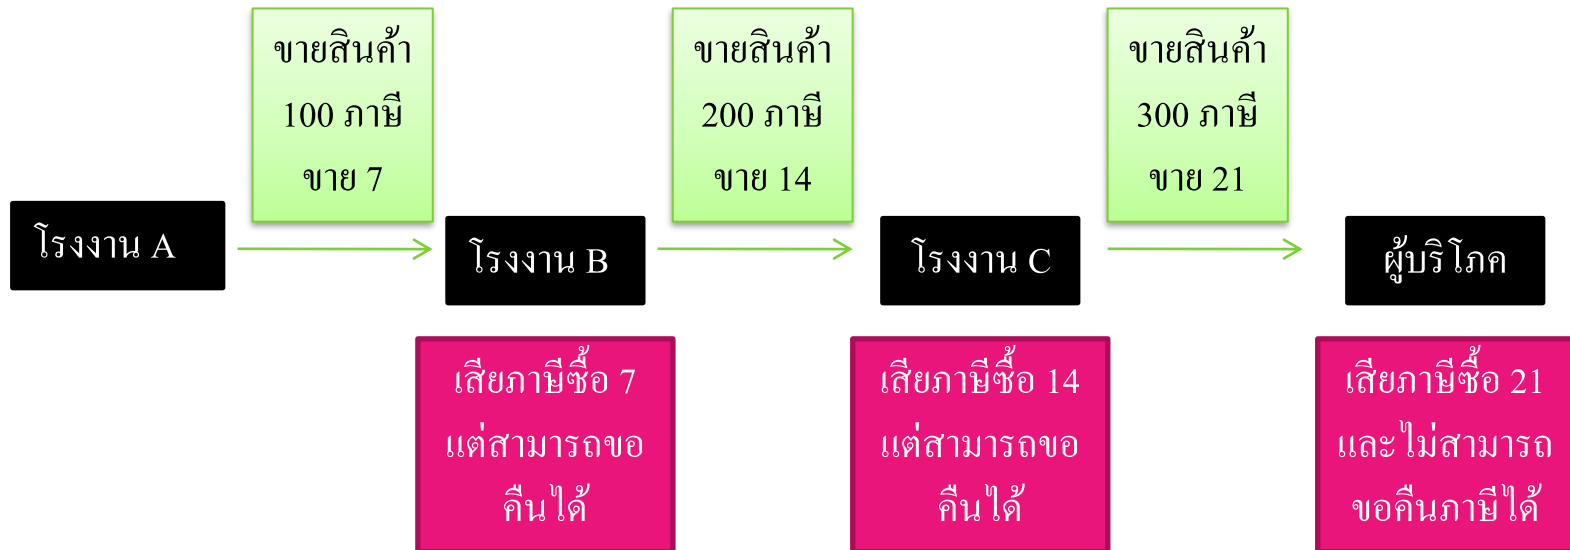 ขายสินค้า
100 ภาษี
ขาย 7
ขายสินค้า
200 ภาษี
ขาย 14
ขายสินค้า
300 ภาษี
ขาย 21
โรงงาน A
โรงงาน B
โรงงาน C
ผู้บริโภค
เสียภาษีซื้อ 7
แต่สามารถขอ
คืนได้
เสียภาษีซื้อ 14
แต่สามารถขอ
คืนได้
เสียภาษีซื้อ 21
และไม่สามารถ
ขอคืนภาษีได้